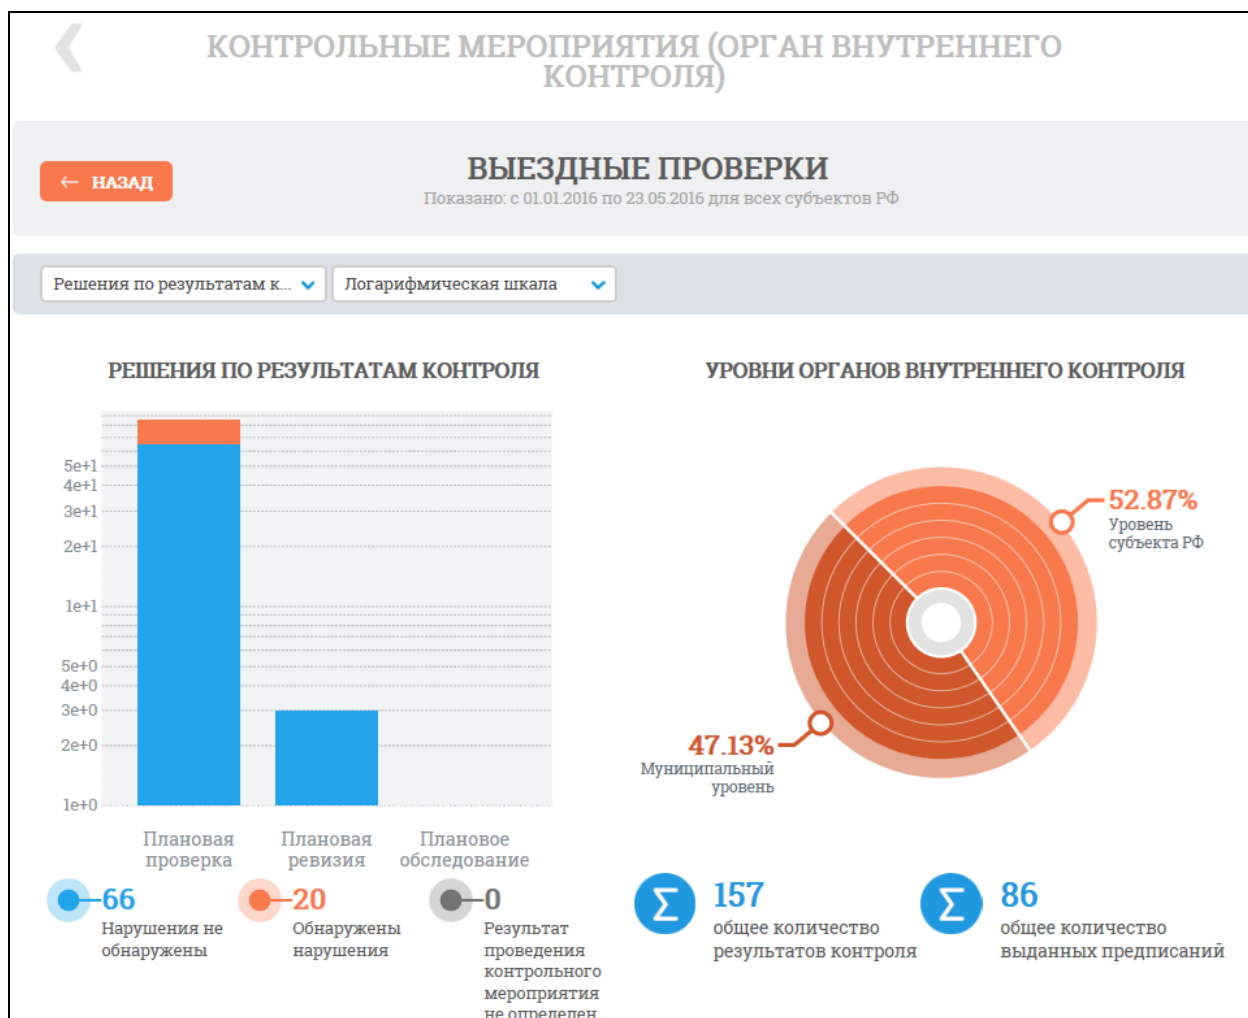 КОНТРОЛЬНЫЕ МЕРОПРИЯТИЯ (ОРГАН ВНУТРЕННЕГО
КОНТРОЛЯ)
← НАЗАД
ВЫЕЗДНЫЕ ПРОВЕРКИ
Показано: с 01.01.2016 по 23.05.2016 для всех субъектов РФ
Решения по результатам к...
Логарифмическая шкала
РЕШЕНИЯ ПО РЕЗУЛЬТАТАМ КОНТРОЛЯ
5e+1
4e+1
3e+1
2e+1
1e+1
5e+0
4e+0
3e+0
2e+0
1e+0
Плановая
проверка
Плановая
ревизия
Плановое
обследование
66
Нарушения не
обнаружены
20
Обнаружены
нарушения
0
Результат
проведения
контрольного
мероприятия
не определен
УРОВНИ ОРГАНОВ ВНУТРЕННЕГО КОНТРОЛЯ
52.87%
Уровень
субъекта РФ
47.13%
Муниципальный
уровень
Σ
157
общее количество
результатов контроля
Σ
86
общее количество
выданных предписаний